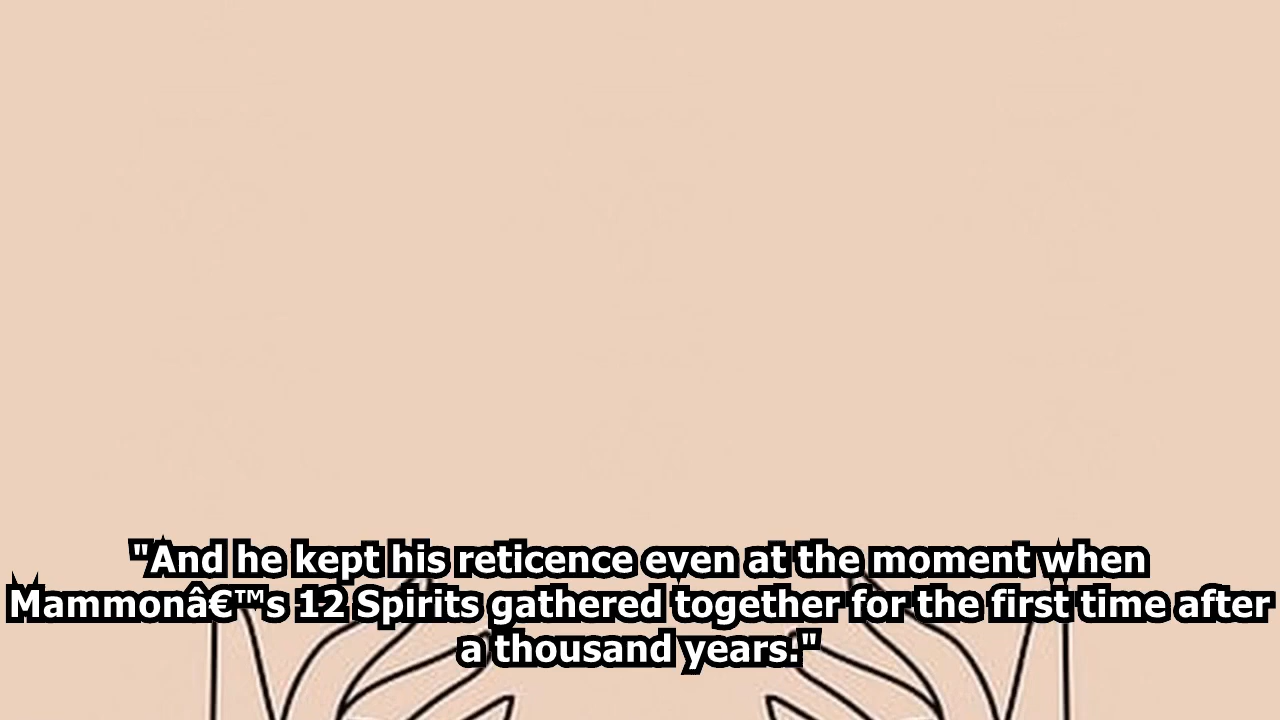 "And he kept his reticence even at the moment when
Mammonâ€™s 12 Spirits gathered together for the first time after
a thousand years."